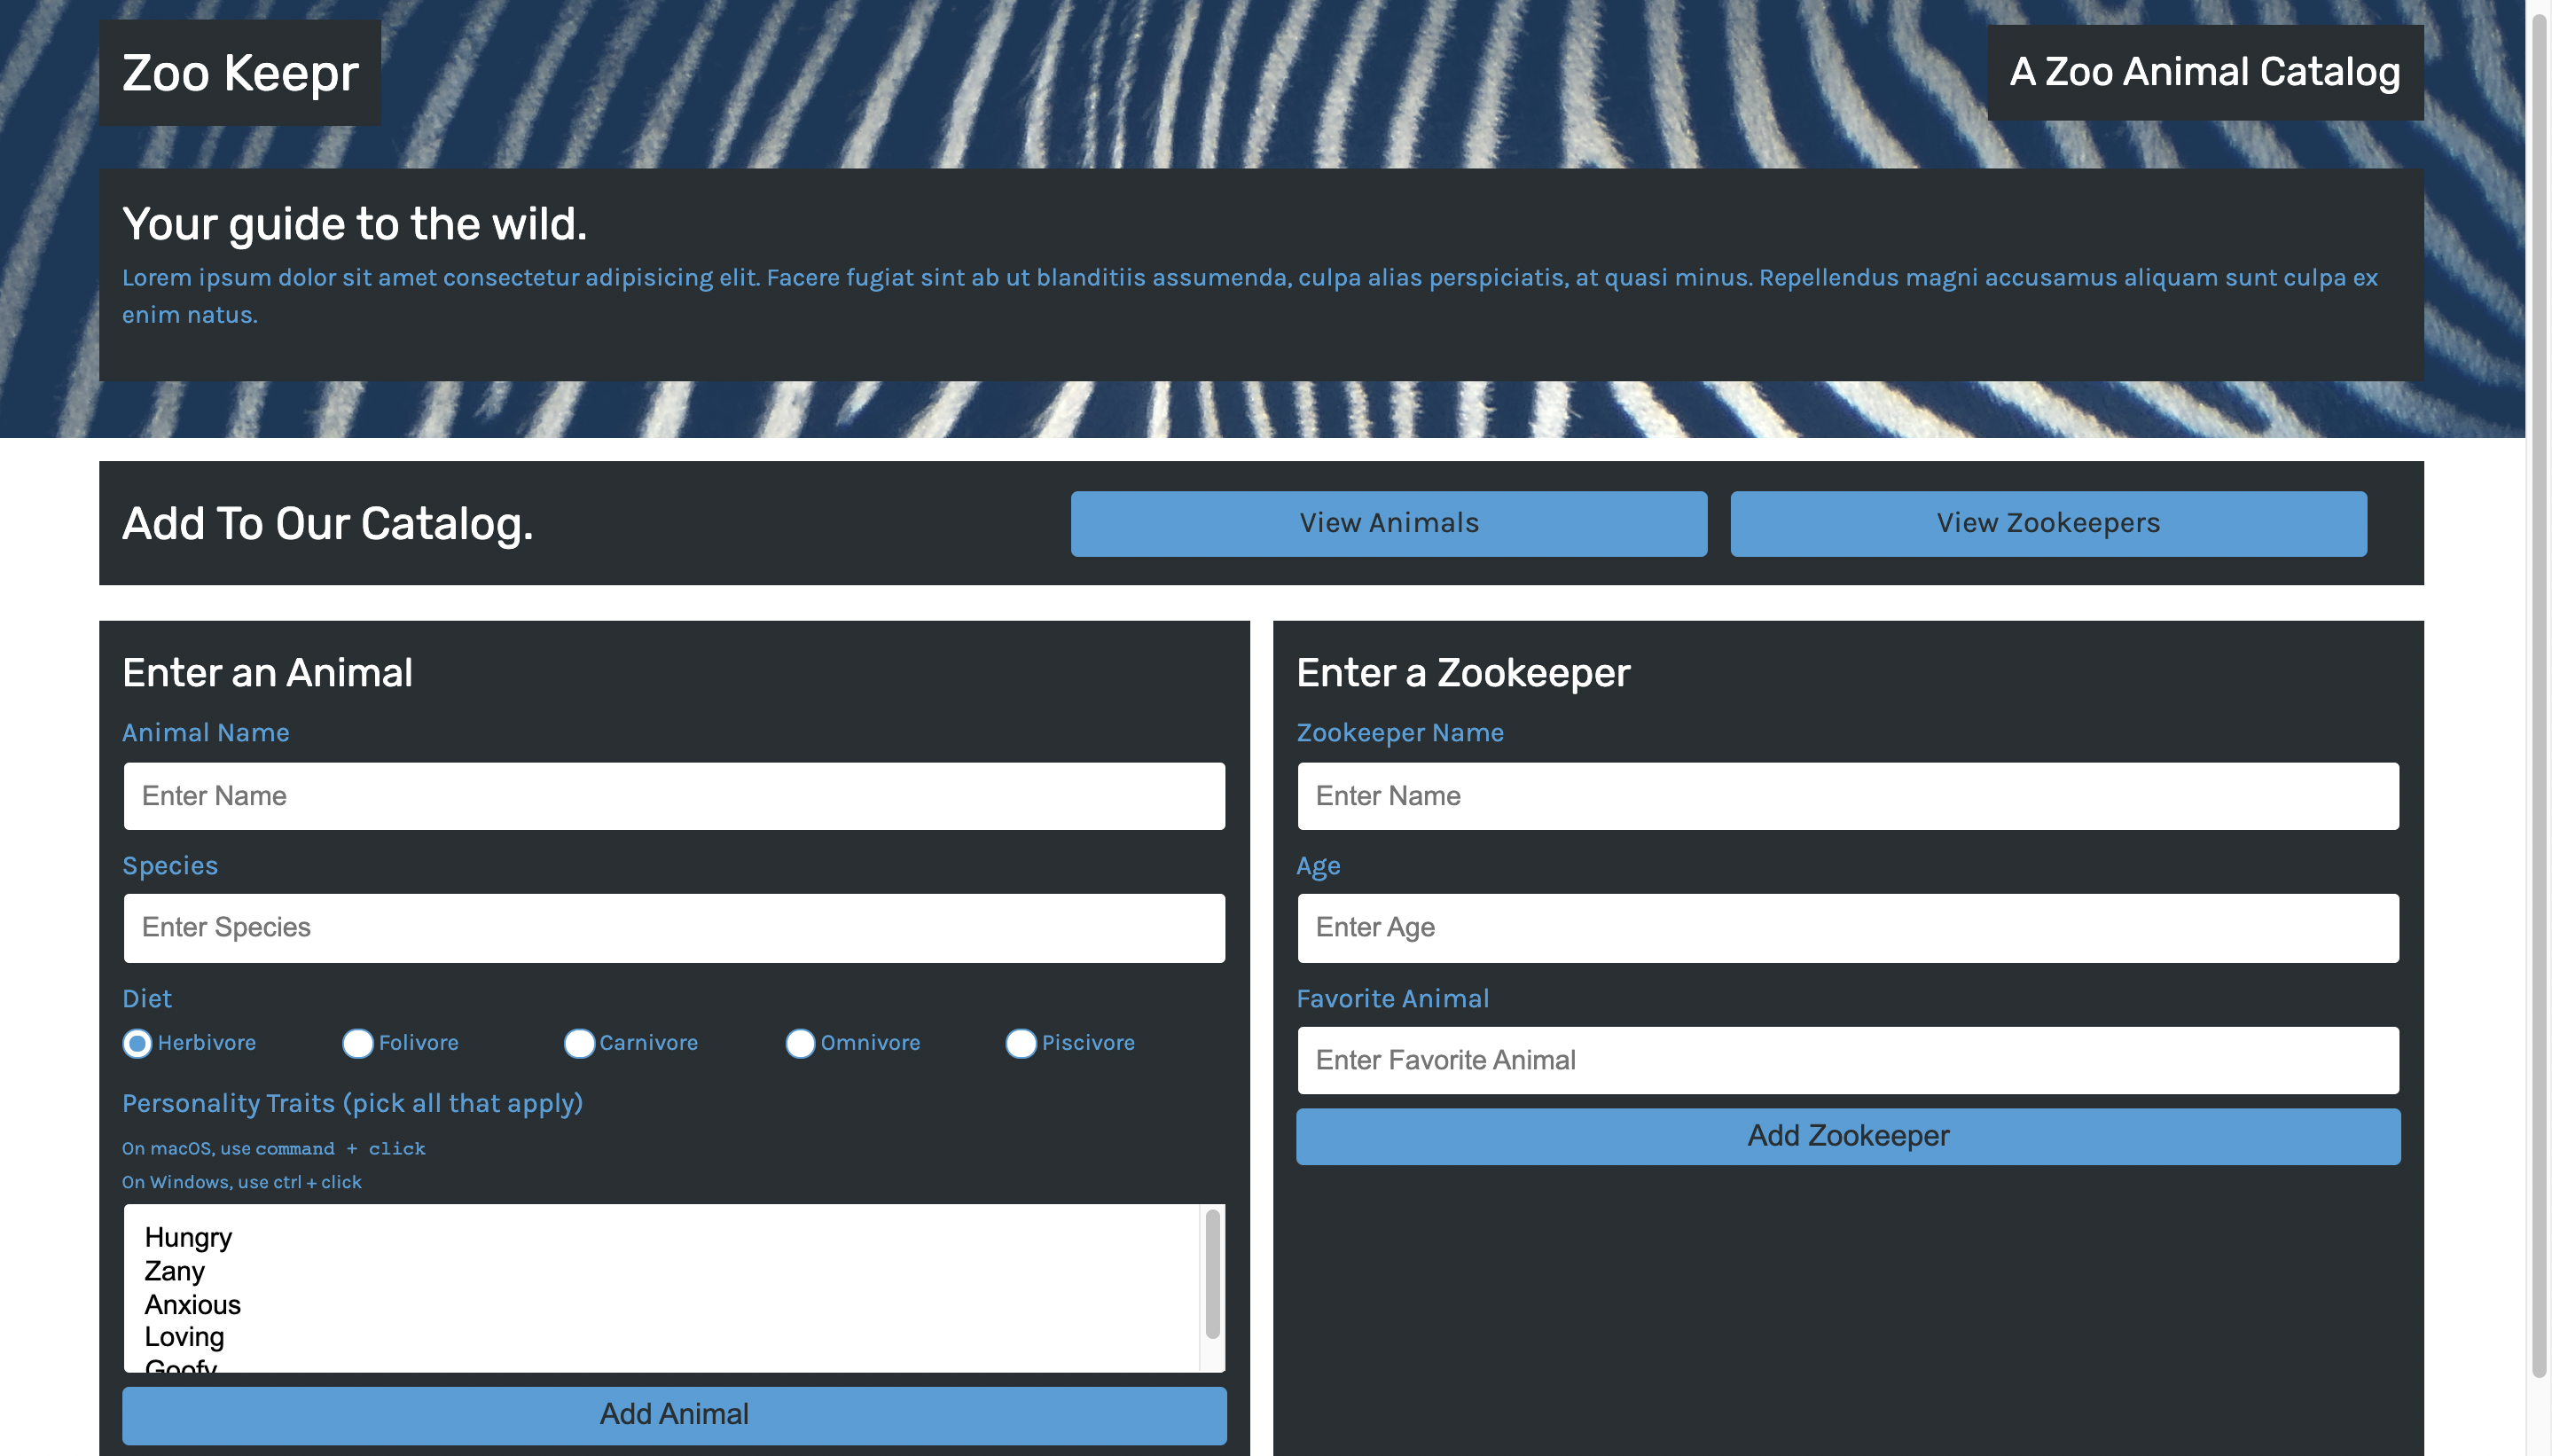 Zoo Keepr
A Zoo Animal Catalog
Your guide to the wild.
Lorem ipsum dolor sit amet consectetur adipisicing elit. Facere fugiat sint ab ut blanditiis assumenda, culpa alias perspiciatis, at quasi minus. Repellendus magni accusamus aliquam sunt culpa ex
enim natus.
Add To Our Catalog.
View Animals
View Zookeepers
Enter an Animal
Animal Name
Enter Name
Species
Enter Species
Diet
Herbivore Folivore Carnivore Omnivore Piscivore
Personality Traits (pick all that apply)
On macOS, use command + click
On Windows, use ctrl + click
Hungry
Zany
Anxious
Loving
Goofy
Add Animal
Enter a Zookeeper
Zookeeper Name
Enter Name
Age
Enter Age
Favorite Animal
Enter Favorite Animal
Add Zookeeper